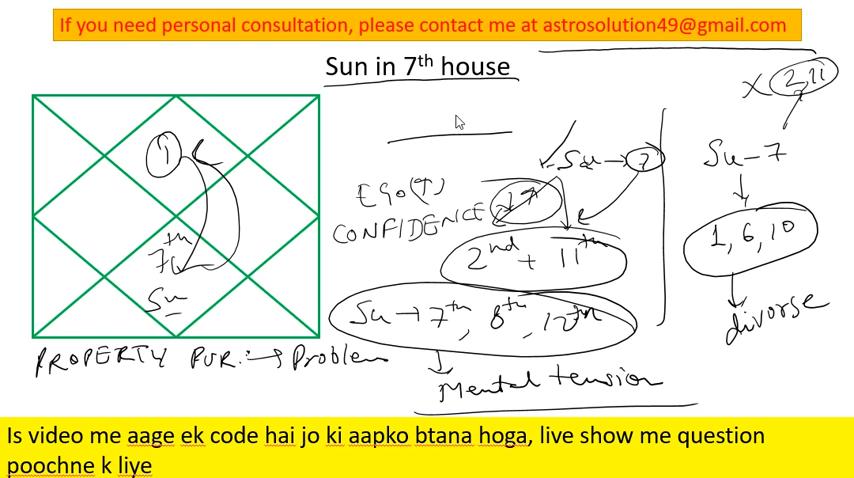 If you need personal consultation, please contact me at astrosolution49@gmail.com
Sun in 7th house
X 2,11
1
7th
Su
Su → 7
EGO(↑)
CONFIDENCE
2nd + 11th
Su → 7th, 8th, 12th
Mental tension
Su - 7
1, 6, 10
divorse
PROPERTY PUR. → Problem
Is video me aage ek code hai jo ki aapko btana hoga, live show me question
poochne k liye